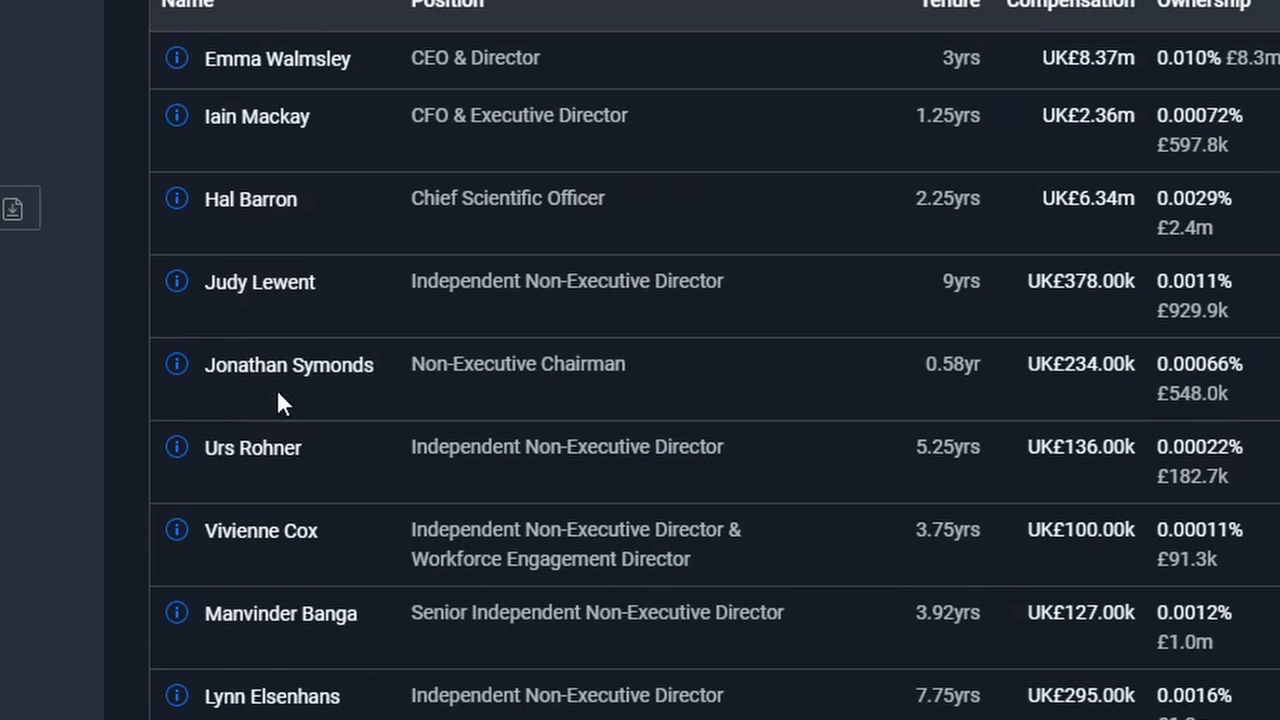 Name Position Tenure Compensation Ownership
Emma Walmsley CEO & Director 3yrs UK£8.37m 0.010% £8.3m
Iain Mackay CFO & Executive Director 1.25yrs UK£2.36m 0.00072%
£597.8k
Hal Barron Chief Scientific Officer 2.25yrs UK£6.34m 0.0029%
£2.4m
Judy Lewent Independent Non-Executive Director 9yrs UK£378.00k 0.0011%
£929.9k
Jonathan Symonds Non-Executive Chairman 0.58yr UK£234.00k 0.00066%
£548.0k
Urs Rohner Independent Non-Executive Director 5.25yrs UK£136.00k 0.00022%
£182.7k
Vivienne Cox Independent Non-Executive Director & 3.75yrs UK£100.00k 0.00011%
Workforce Engagement Director £91.3k
Manvinder Banga Senior Independent Non-Executive Director 3.92yrs UK£127.00k 0.0012%
£1.0m
Lynn Elsenhans Independent Non-Executive Director 7.75yrs UK£295.00k 0.0016%